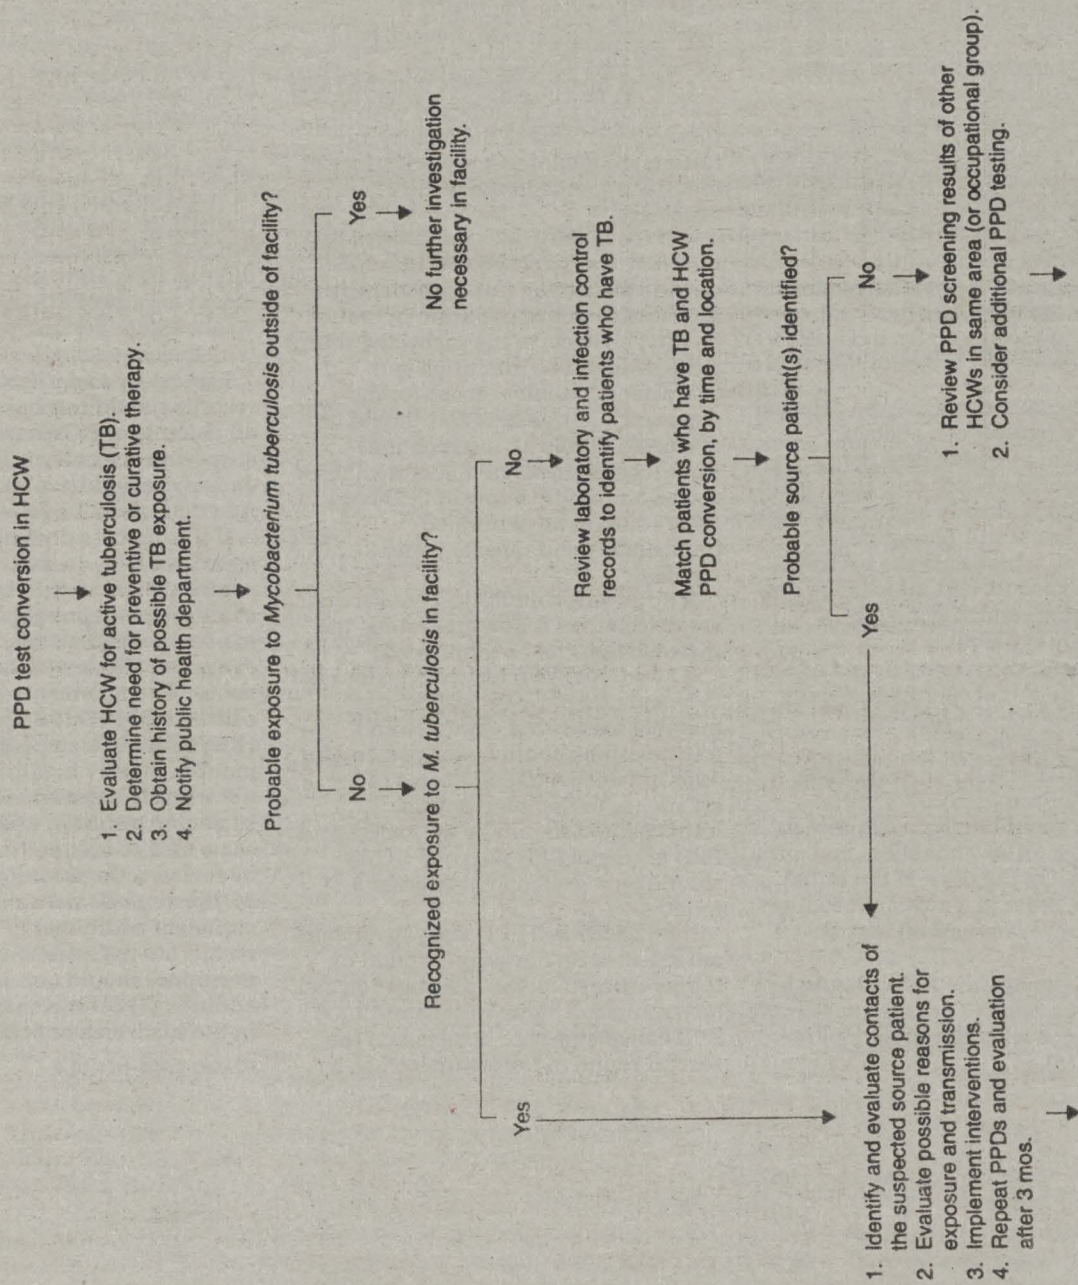 PPD test conversion in HCW
1. Evaluate HCW for active tuberculosis (TB).
2. Determine need for preventive or curative therapy.
3. Obtain history of possible TB exposure.
4. Notify public health department.
Probable exposure to Mycobacterium tuberculosis outside of facility?
No
Yes
No further investigation
necessary in facility.
Recognized exposure to M. tuberculosis in facility?
Yes
No
Review laboratory and infection control
records to identify patients who have TB.
Match patients who have TB and HCW
PPD conversion, by time and location.
Probable source patient(s) identified?
Yes
No
1. Identify and evaluate contacts of
the suspected source patient.
2. Evaluate possible reasons for
exposure and transmission.
3. Implement interventions.
4. Repeat PPDs and evaluation
after 3 mos.
1. Review PPD screening results of other
HCWs in same area (or occupational group).
2. Consider additional PPD testing.